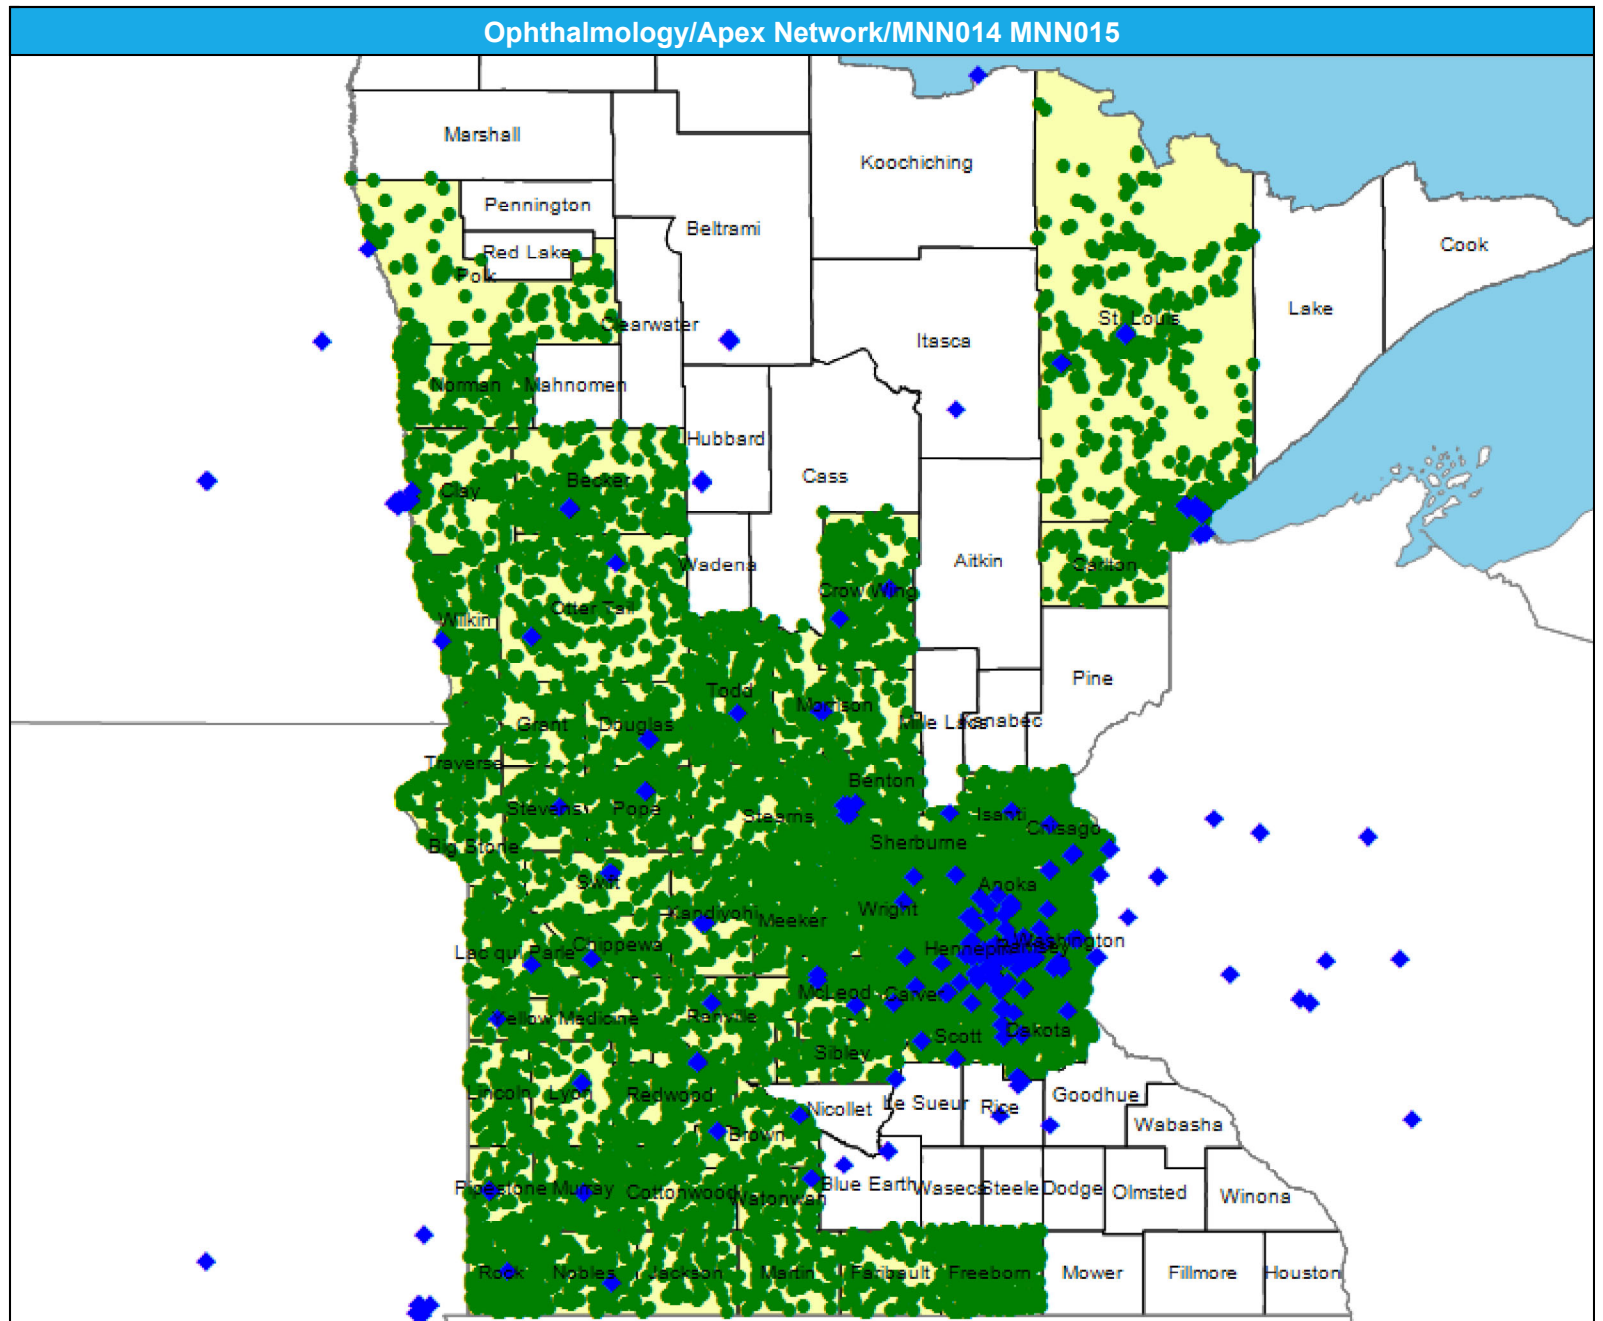 Ophthalmology/Apex Network/MNN014 MNN015
Marshall
Koochiching
Pennington
Beltrami
Red Lake
Cook
Polk
Lake
St. Louis
Clearwater
Itasca
Norman
Mahnomen
Hubbard
Cass
Becker
Clay
Aitkin
Wadena
Carlton
Crow Wing
Otter Tail
Wilkin
Pine
Todd
Morrison
Mille Lacs
Kanabec
Grant
Douglas
Traverse
Benton
Stevens
Pope
Stearns
Isanti
Chisago
Sherburne
Big Stone
Swift
Anoka
Wright
Kandiyohi
Meeker
Washington
Hennepin
Ramsey
Chippewa
Lac qui Parle
McLeod
Carver
Renville
Yellow Medicine
Dakota
Scott
Sibley
Lincoln
Lyon
Redwood
Goodhue
Le Sueur
Rice
Nicollet
Wabasha
Brown
Blue Earth
Waseca
Steele
Dodge
Olmsted
Pipestone
Murray
Cottonwood
Watonwan
Winona
Rock
Nobles
Jackson
Martin
Faribault
Freeborn
Mower
Fillmore
Houston